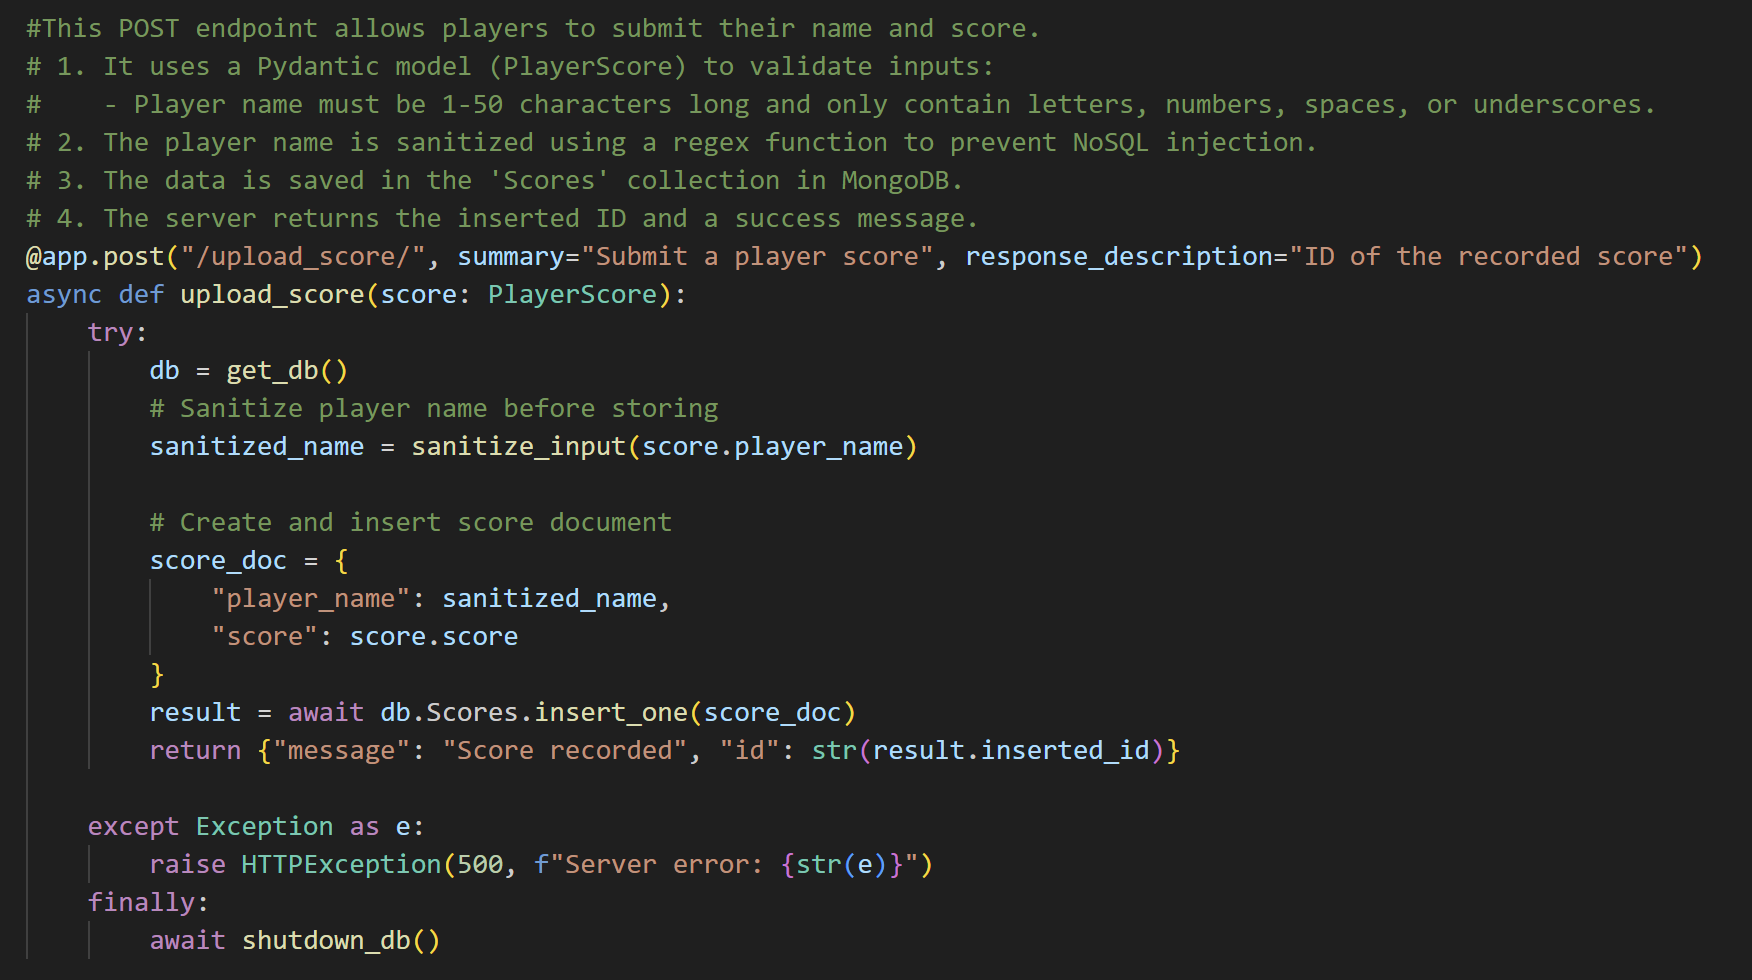 #This POST endpoint allows players to submit their name and score.
# 1. It uses a Pydantic model (PlayerScore) to validate inputs:
#    - Player name must be 1-50 characters long and only contain letters, numbers, spaces, or underscores.
# 2. The player name is sanitized using a regex function to prevent NoSQL injection.
# 3. The data is saved in the 'Scores' collection in MongoDB.
# 4. The server returns the inserted ID and a success message.
@app.post("/upload_score/", summary="Submit a player score", response_description="ID of the recorded score")
async def upload_score(score: PlayerScore):
    try:
        db = get_db()
        # Sanitize player name before storing
        sanitized_name = sanitize_input(score.player_name)

        # Create and insert score document
        score_doc = {
            "player_name": sanitized_name,
            "score": score.score
        }
        result = await db.Scores.insert_one(score_doc)
        return {"message": "Score recorded", "id": str(result.inserted_id)}

    except Exception as e:
        raise HTTPException(500, f"Server error: {str(e)}")
    finally:
        await shutdown_db()